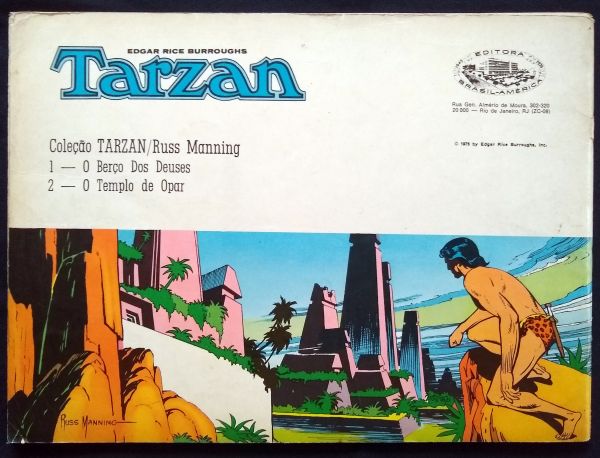 EDGAR RICE BURROUGHS
Tarzan
EDITORA
BRASIL-AMÉRICA
Rua Gen. Almério de Moura, 302-320
20 000 — Rio de Janeiro, RJ (ZC-08)
© 1975 by Edgar Rice Burroughs, Inc.
Coleção TARZAN/Russ Manning
1 — O Berço Dos Deuses
2 — O Templo de Opar
RUSS MANNING